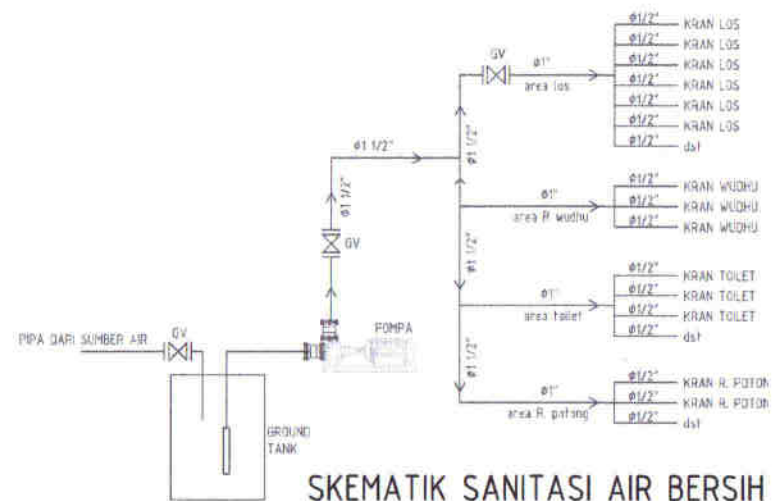 PIPA DARI SUMBER AIR
GV
GROUND
TANK
POMPA
GV
ø1 1/2"
ø1 1/2"
ø1 1/2"
GV
ø1"
area los
ø1/2" KRAN LOS
ø1/2" KRAN LOS
ø1/2" KRAN LOS
ø1/2" KRAN LOS
ø1/2" KRAN LOS
ø1/2" KRAN LOS
ø1/2" dst
ø1"
area R wudhu
ø1/2" KRAN WUDHU
ø1/2" KRAN WUDHU
ø1/2" KRAN WUDHU
ø1 1/2"
ø1"
area toilet
ø1/2" KRAN TOILET
ø1/2" KRAN TOILET
ø1/2" KRAN TOILET
ø1/2" dst
ø1 1/2"
ø1"
area R. potong
ø1/2" KRAN R. POTON
ø1/2" KRAN R. POTON
ø1/2" dst
SKEMATIK SANITASI AIR BERSIH